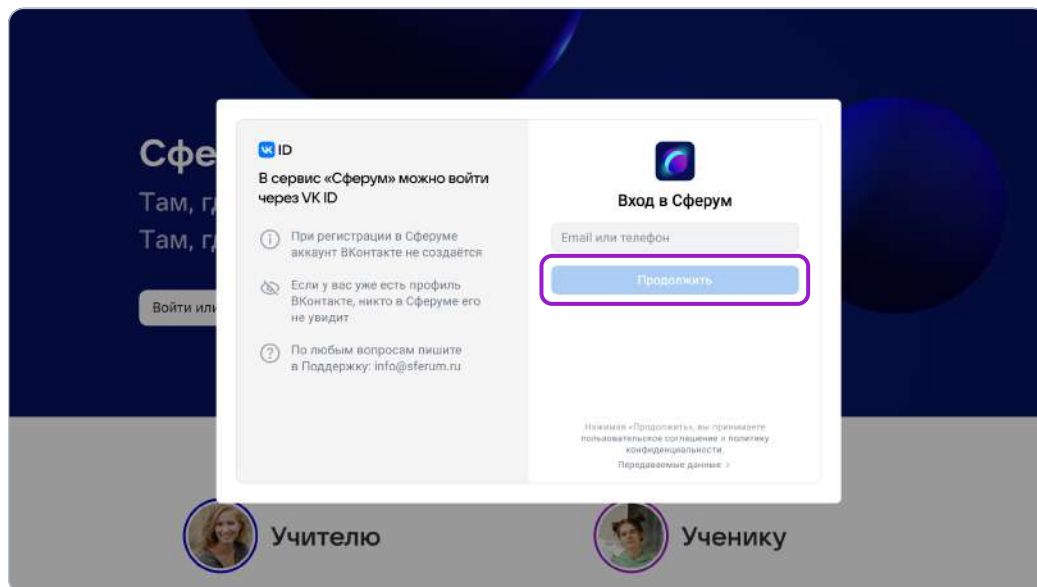 Сфе
Там, г
Там, г
Войти или
VK ID
В сервис «Сферум» можно войти
через VK ID
При регистрации в Сферуме
аккаунт ВКонтакте не создаётся
Если у вас уже есть профиль
ВКонтакте, никто в Сферуме его
не увидит
По любым вопросам пишите
в Поддержку: info@sferum.ru
Вход в Сферум
Email или телефон
Продолжить
Нажимая «Продолжить», вы принимаете
пользовательское соглашение и политику
конфиденциальности.
Передаваемые данные >
Учителю
Ученику